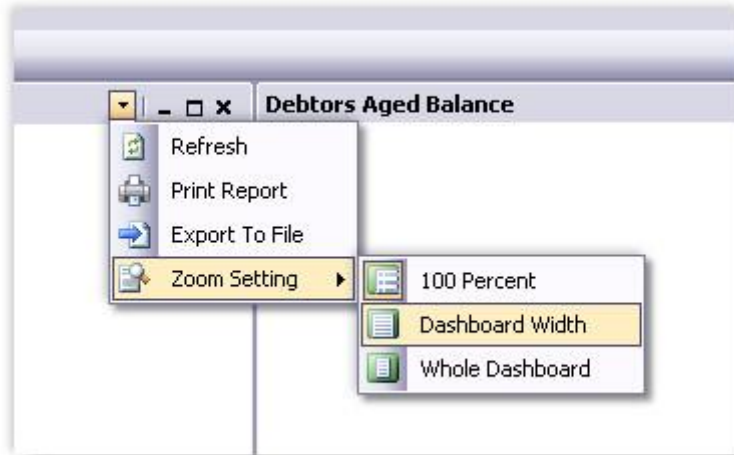 Debtors Aged Balance
Refresh
Print Report
Export To File
Zoom Setting
100 Percent
Dashboard Width
Whole Dashboard